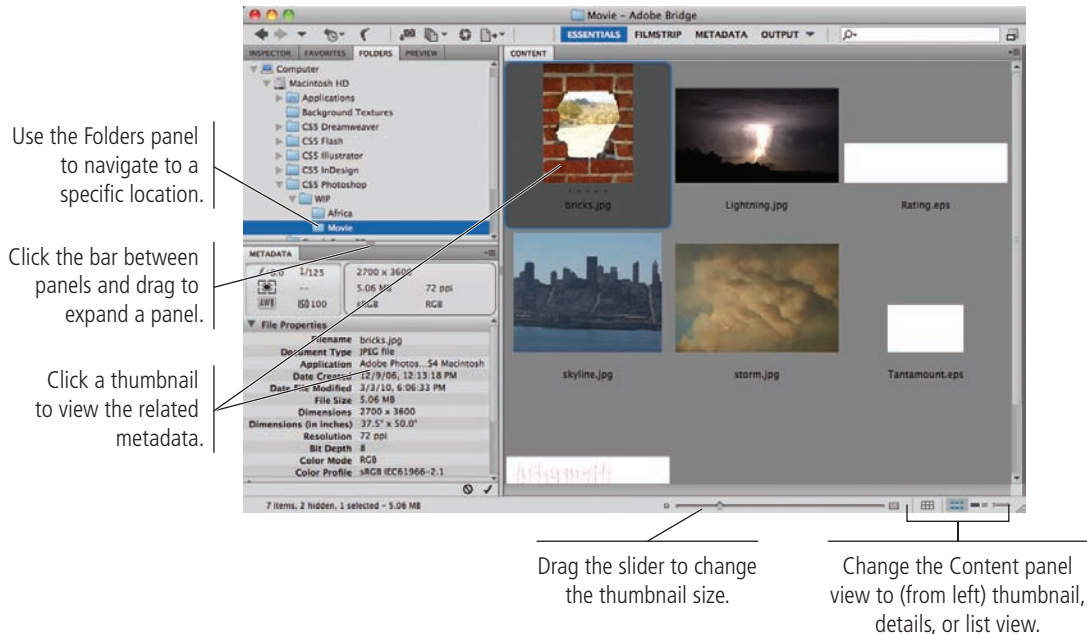 Movie – Adobe Bridge
ESSENTIALS FILMSTRIP METADATA OUTPUT
INSPECTOR FAVORITES FOLDERS PREVIEW
CONTENT
Computer
Macintosh HD
Applications
Background Textures
CS5 Dreamweaver
CS5 Flash
CS5 Illustrator
CS5 InDesign
CS5 Photoshop
WIP
Africa
Movie
Use the Folders panel
to navigate to a
specific location.
Click the bar between
panels and drag to
expand a panel.
Click a thumbnail
to view the related
metadata.
METADATA
1/125
2700 x 3600
--
5.06 MB 72 ppi
AWB ISO 100
sRGB RGB
File Properties
Filename bricks.jpg
Document Type JPEG file
Application Adobe Photos...S4 Macintosh
Date Created 12/9/06, 12:13:18 PM
Date File Modified 3/3/10, 6:06:33 PM
File Size 5.06 MB
Dimensions 2700 x 3600
Dimensions (in inches) 37.5" x 50.0"
Resolution 72 ppi
Bit Depth 8
Color Mode RGB
Color Profile sRGB IEC61966-2.1
bricks.jpg
Lightning.jpg
Rating.eps
skyline.jpg
storm.jpg
Tantamount.eps
7 items, 2 hidden, 1 selected - 5.06 MB
Drag the slider to change
the thumbnail size.
Change the Content panel
view to (from left) thumbnail,
details, or list view.